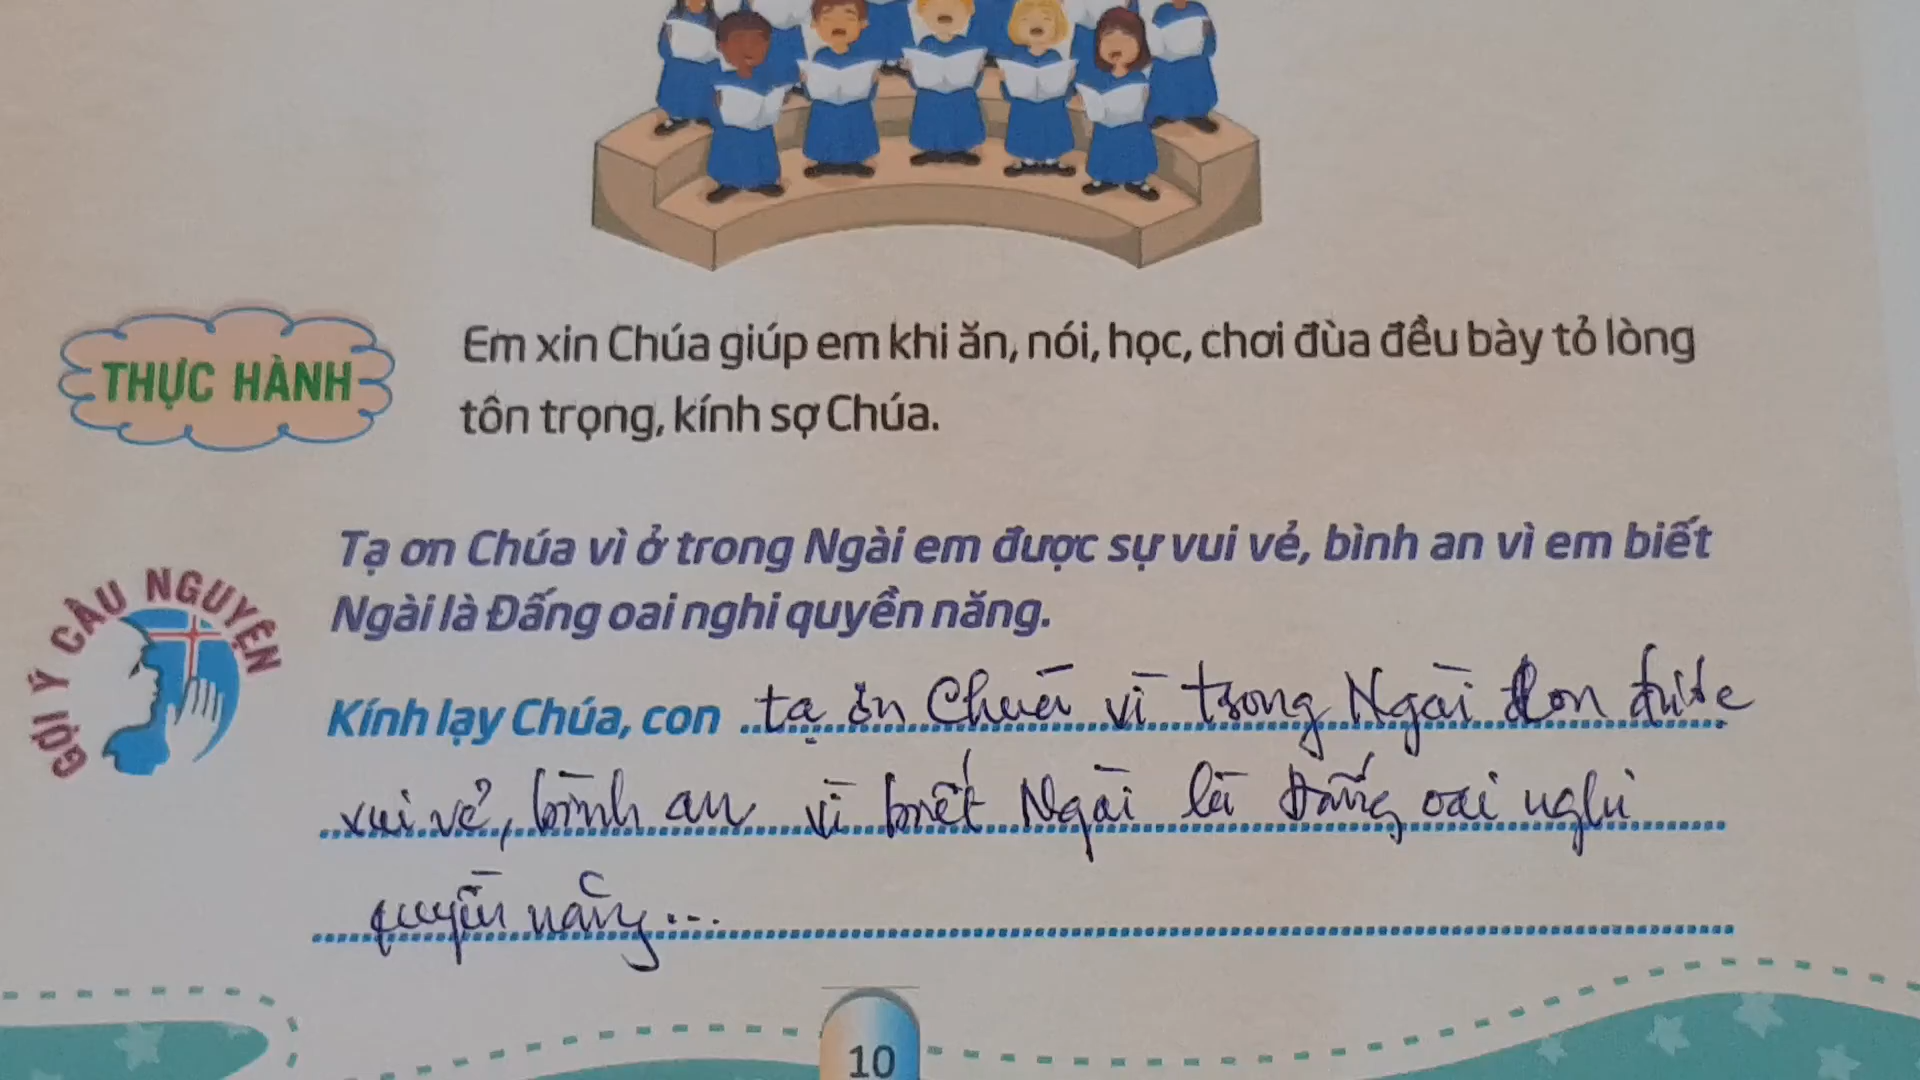 THỰC HÀNH
Em xin Chúa giúp em khi ăn, nói, học, chơi đùa đều bày tỏ lòng
tôn trọng, kính sợ Chúa.
GỢI Ý CẦU NGUYỆN
Tạ ơn Chúa vì ở trong Ngài em được sự vui vẻ, bình an vì em biết
Ngài là Đấng oai nghi quyền năng.
Kính lạy Chúa, con tạ ơn Chúa vì trong Ngài con được
vui vẻ, bình an vì biết Ngài là Đấng oai nghi
quyền năng...
10